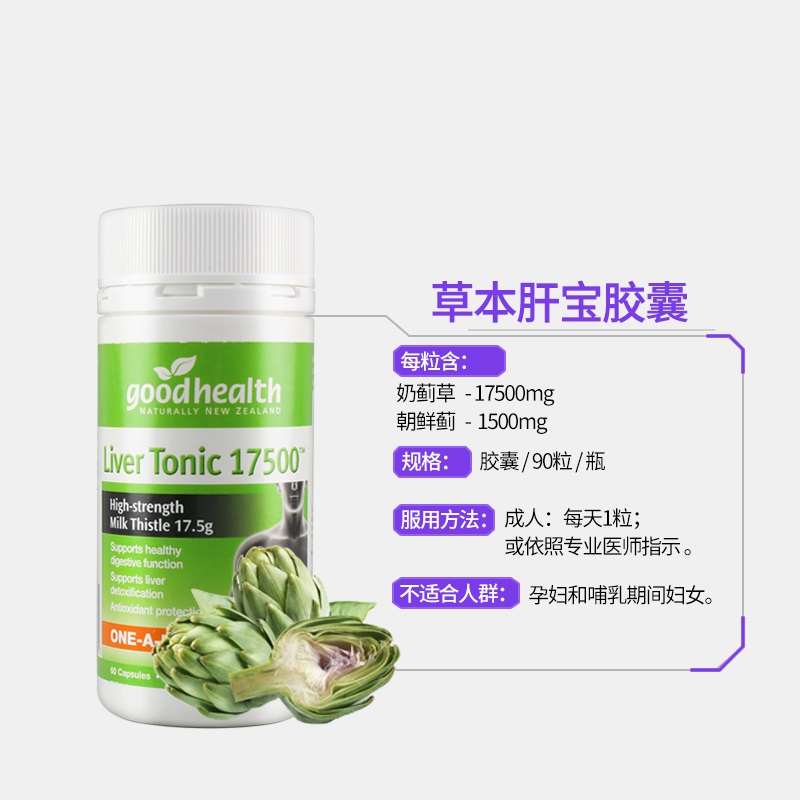 goodhealth
NATURALLY NEW ZEALAND
Liver Tonic 17500™
High-strength
Milk Thistle 17.5g
Supports healthy
digestive function
Supports liver
detoxification
Antioxidant
ONE-A-
Capsules
草本肝宝胶囊
每粒含：
奶蓟草 -17500mg
朝鲜蓟 - 1500mg
规格： 胶囊/90粒/瓶
服用方法： 成人：每天1粒；
或依照专业医师指示。
不适合人群： 孕妇和哺乳期间妇女。